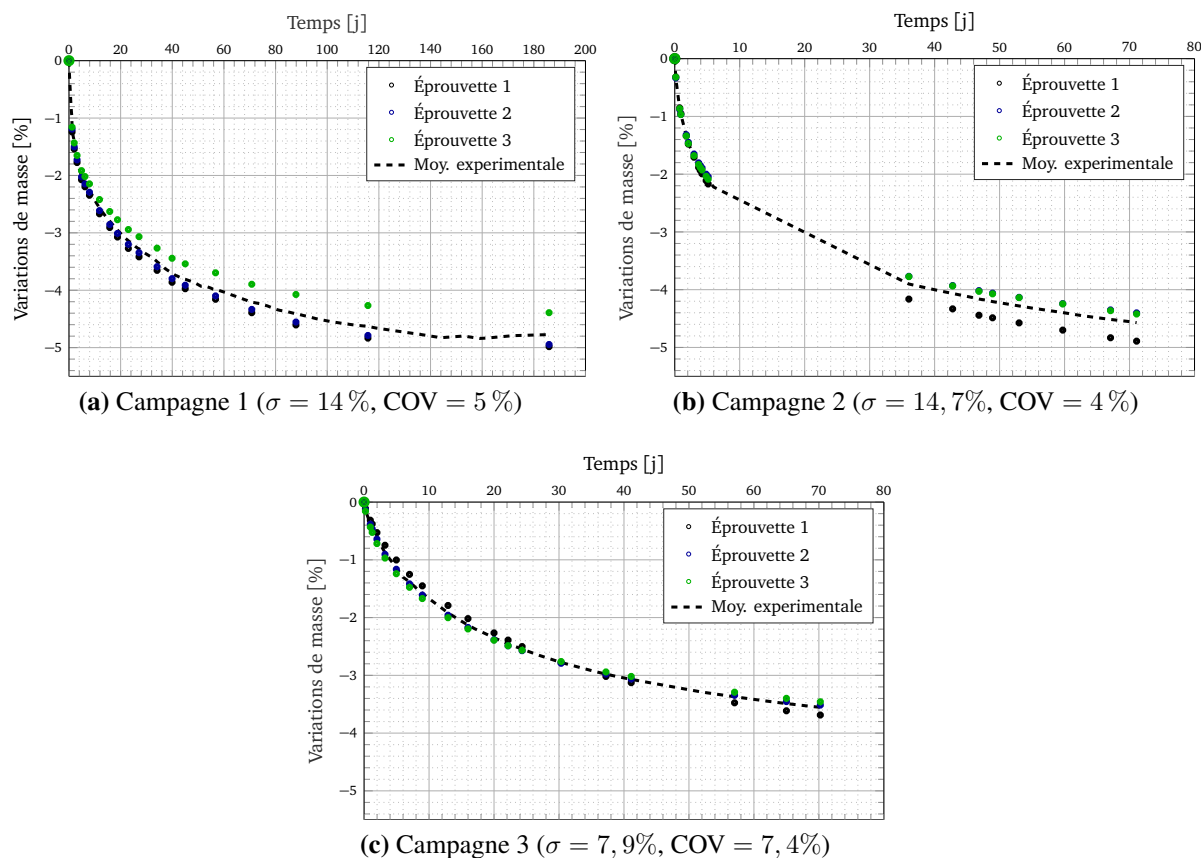 Temps [j]
0 20 40 60 80 100 120 140 160 180 200
0
−1
−2
−3
−4
−5
Variations de masse [%]
Éprouvette 1
Éprouvette 2
Éprouvette 3
Moy. experimentale
(a) Campagne 1 (σ = 14 %, COV = 5 %)
Temps [j]
0 10 20 30 40 50 60 70 80
0
−1
−2
−3
−4
−5
Variations de masse [%]
Éprouvette 1
Éprouvette 2
Éprouvette 3
Moy. experimentale
(b) Campagne 2 (σ = 14, 7%, COV = 4 %)
Temps [j]
0 10 20 30 40 50 60 70 80
0
−1
−2
−3
−4
−5
Variations de masse [%]
Éprouvette 1
Éprouvette 2
Éprouvette 3
Moy. experimentale
(c) Campagne 3 (σ = 7, 9%, COV = 7, 4%)